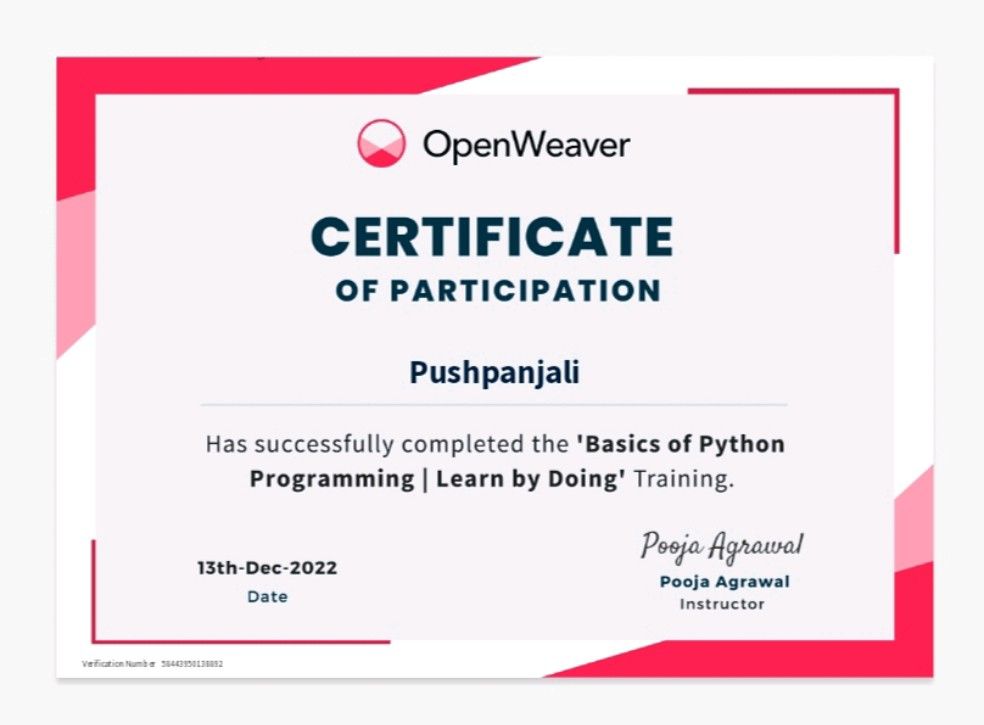 OpenWeaver
CERTIFICATE
OF PARTICIPATION
Pushpanjali
Has successfully completed the 'Basics of Python
Programming | Learn by Doing' Training.
Pooja Agrawal
13th-Dec-2022
Pooja Agrawal
Date
Instructor
Verification Number 58443950138892